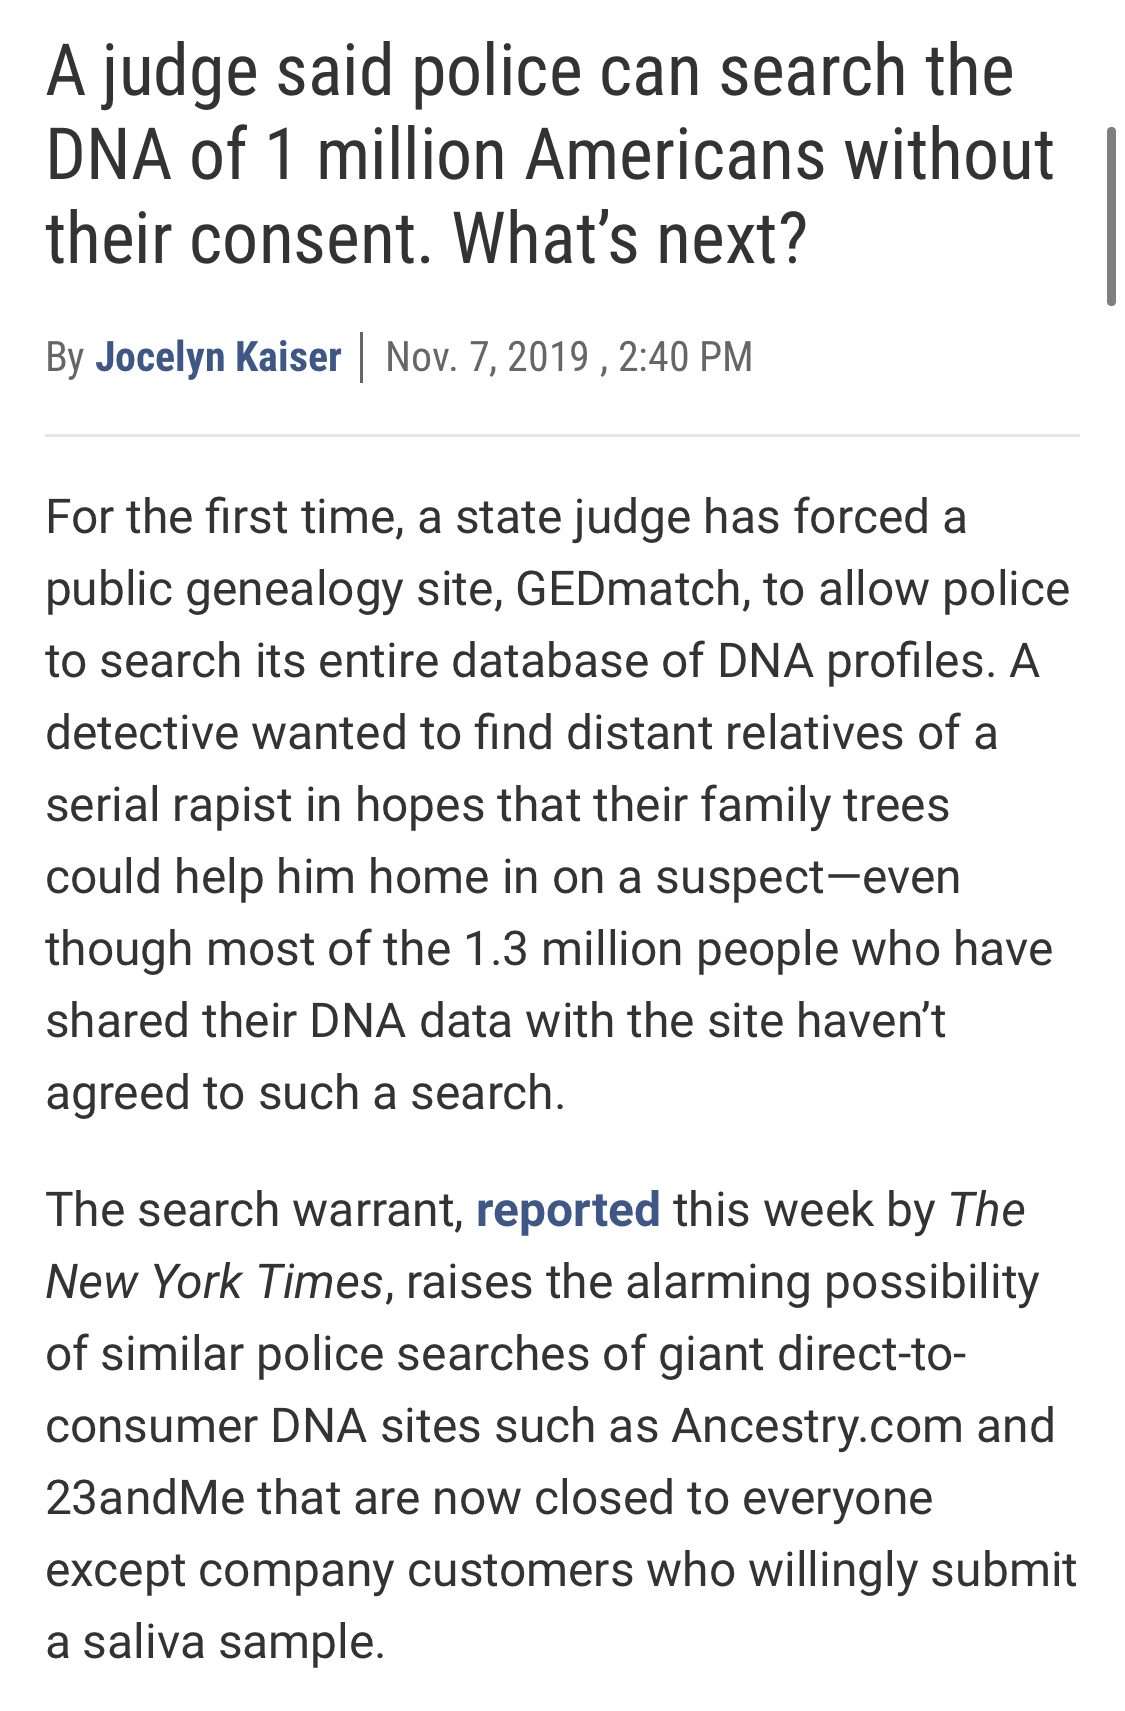 A judge said police can search the
DNA of 1 million Americans without
their consent. What’s next?
By Jocelyn Kaiser | Nov. 7, 2019 , 2:40 PM
For the first time, a state judge has forced a
public genealogy site, GEDmatch, to allow police
to search its entire database of DNA profiles. A
detective wanted to find distant relatives of a
serial rapist in hopes that their family trees
could help him home in on a suspect—even
though most of the 1.3 million people who have
shared their DNA data with the site haven’t
agreed to such a search.
The search warrant, reported this week by The
New York Times, raises the alarming possibility
of similar police searches of giant direct-to-
consumer DNA sites such as Ancestry.com and
23andMe that are now closed to everyone
except company customers who willingly submit
a saliva sample.